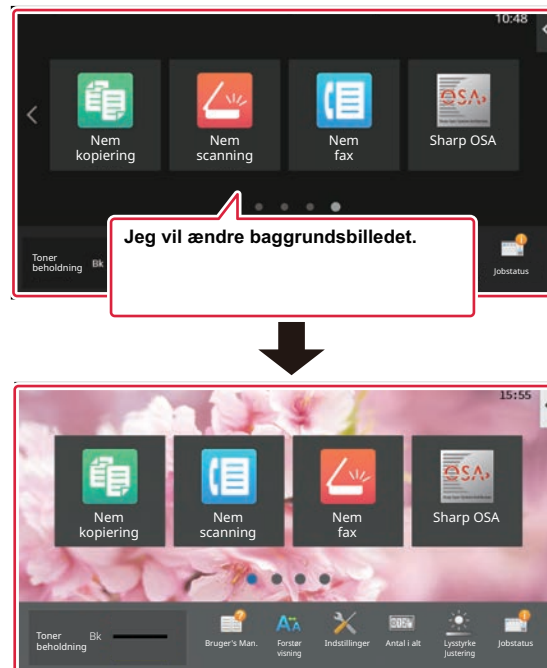 10:48
Nem
kopiering
Nem
scanning
Nem
fax
OSA
Sharp OSA
Jeg vil ændre baggrundsbilledet.
Toner
beholdning
Bk
Jobstatus
15:55
Nem
kopiering
Nem
scanning
Nem
fax
OSA
Sharp OSA
Toner
beholdning
Bk
Bruger's Man.
Forstør
visning
Indstillinger
Antal i alt
Lysstyrke
Justering
Jobstatus